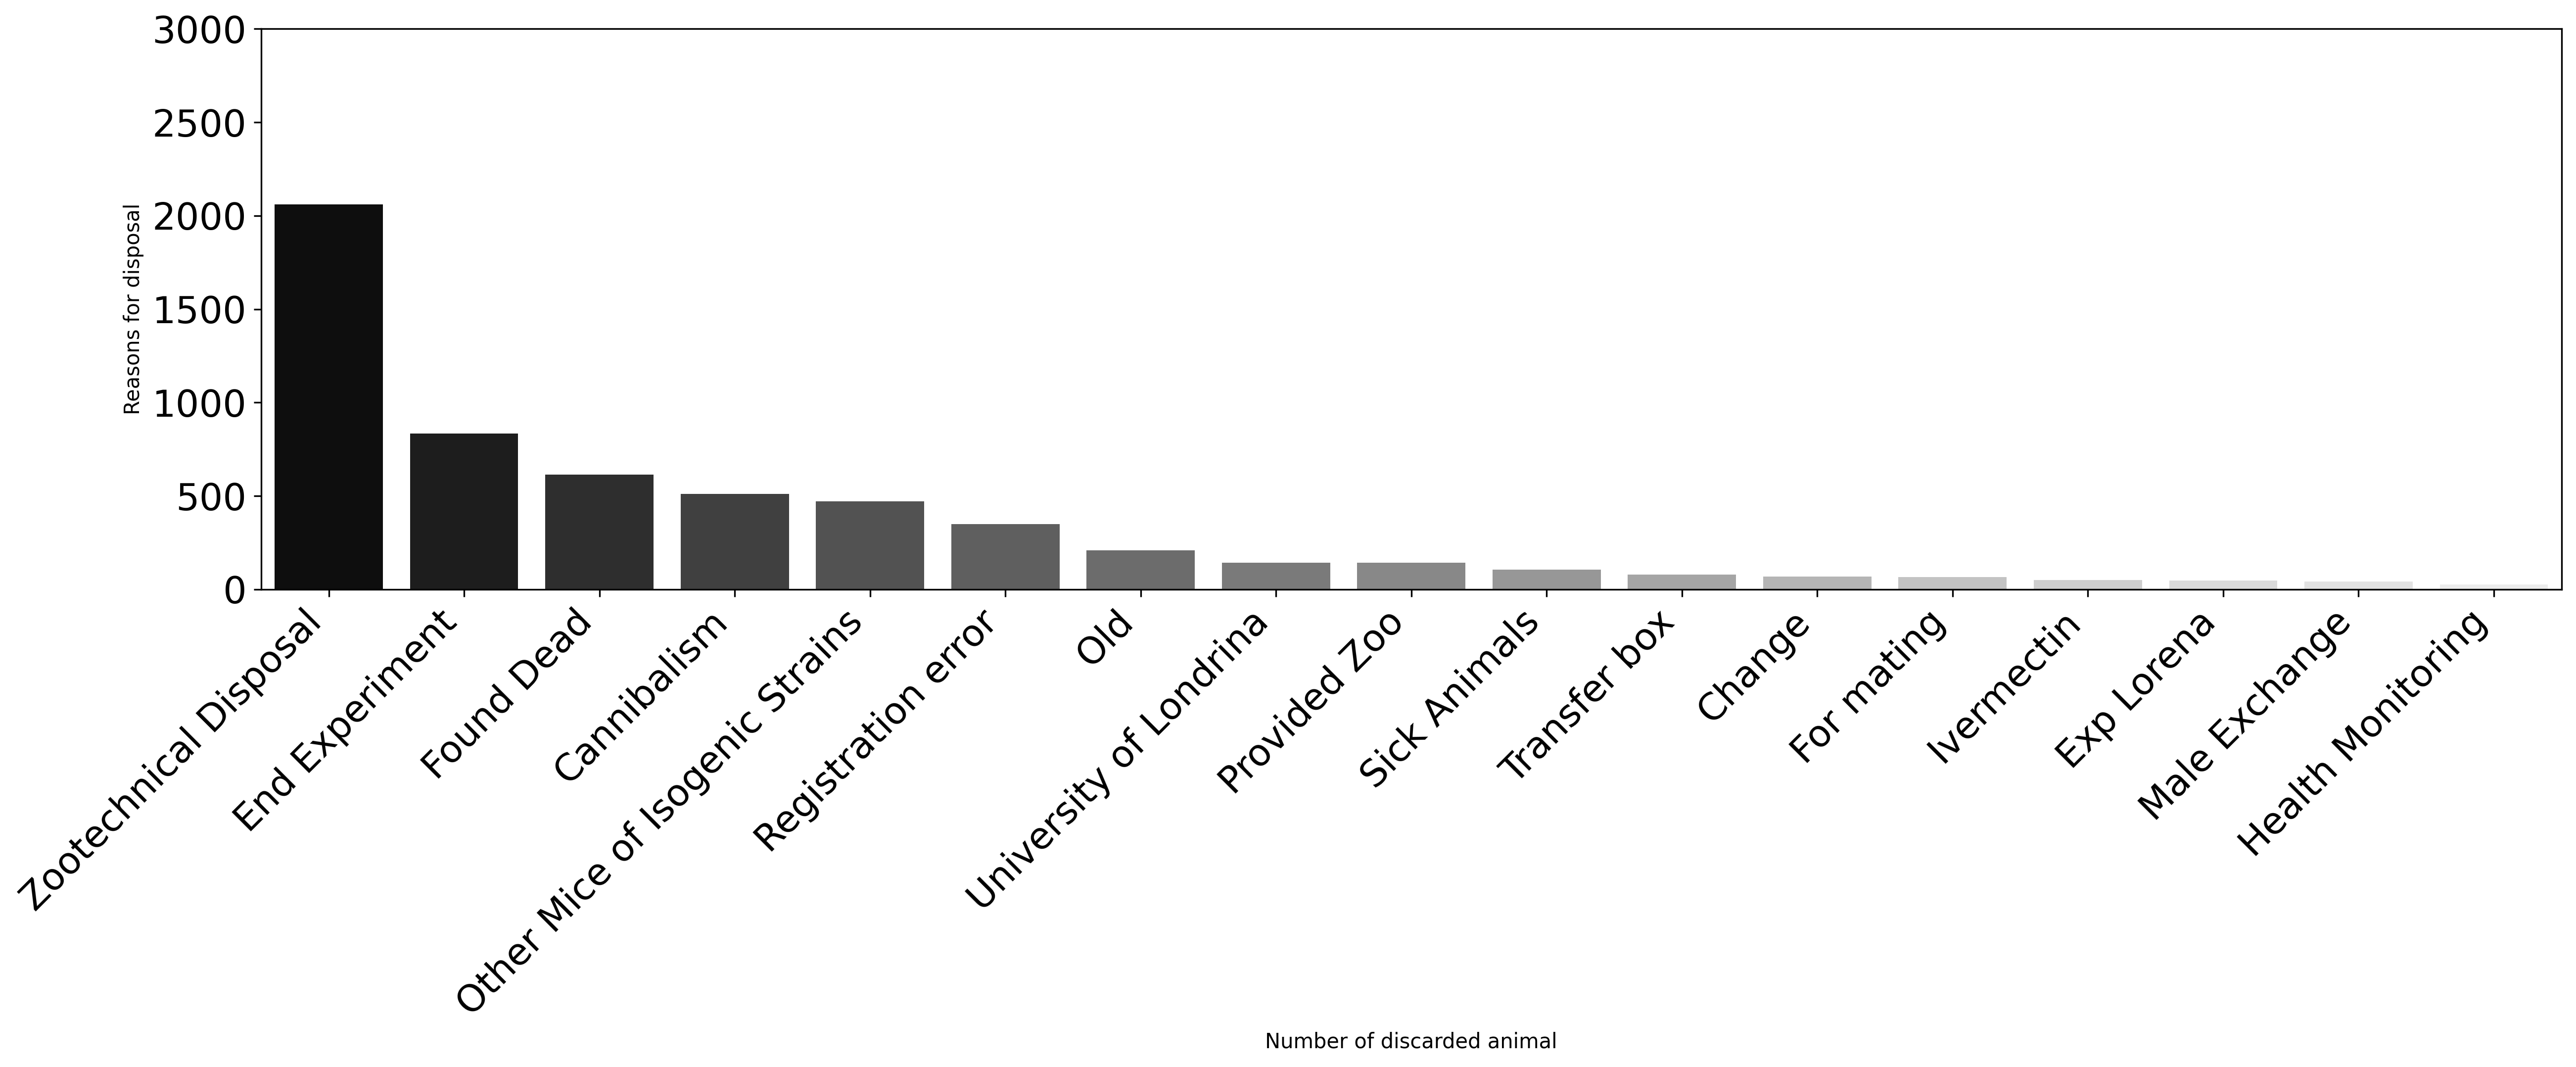 3000
2500
2000
1500
1000
500
0
Reasons for disposal
Zootechnical Disposal
End Experiment
Found Dead
Cannibalism
Other Mice of Isogenic Strains
Registration error
Old
University of Londrina
Provided Zoo
Sick Animals
Transfer box
Change
For mating
Ivermectin
Exp Lorena
Male Exchange
Health Monitoring
Number of discarded animal